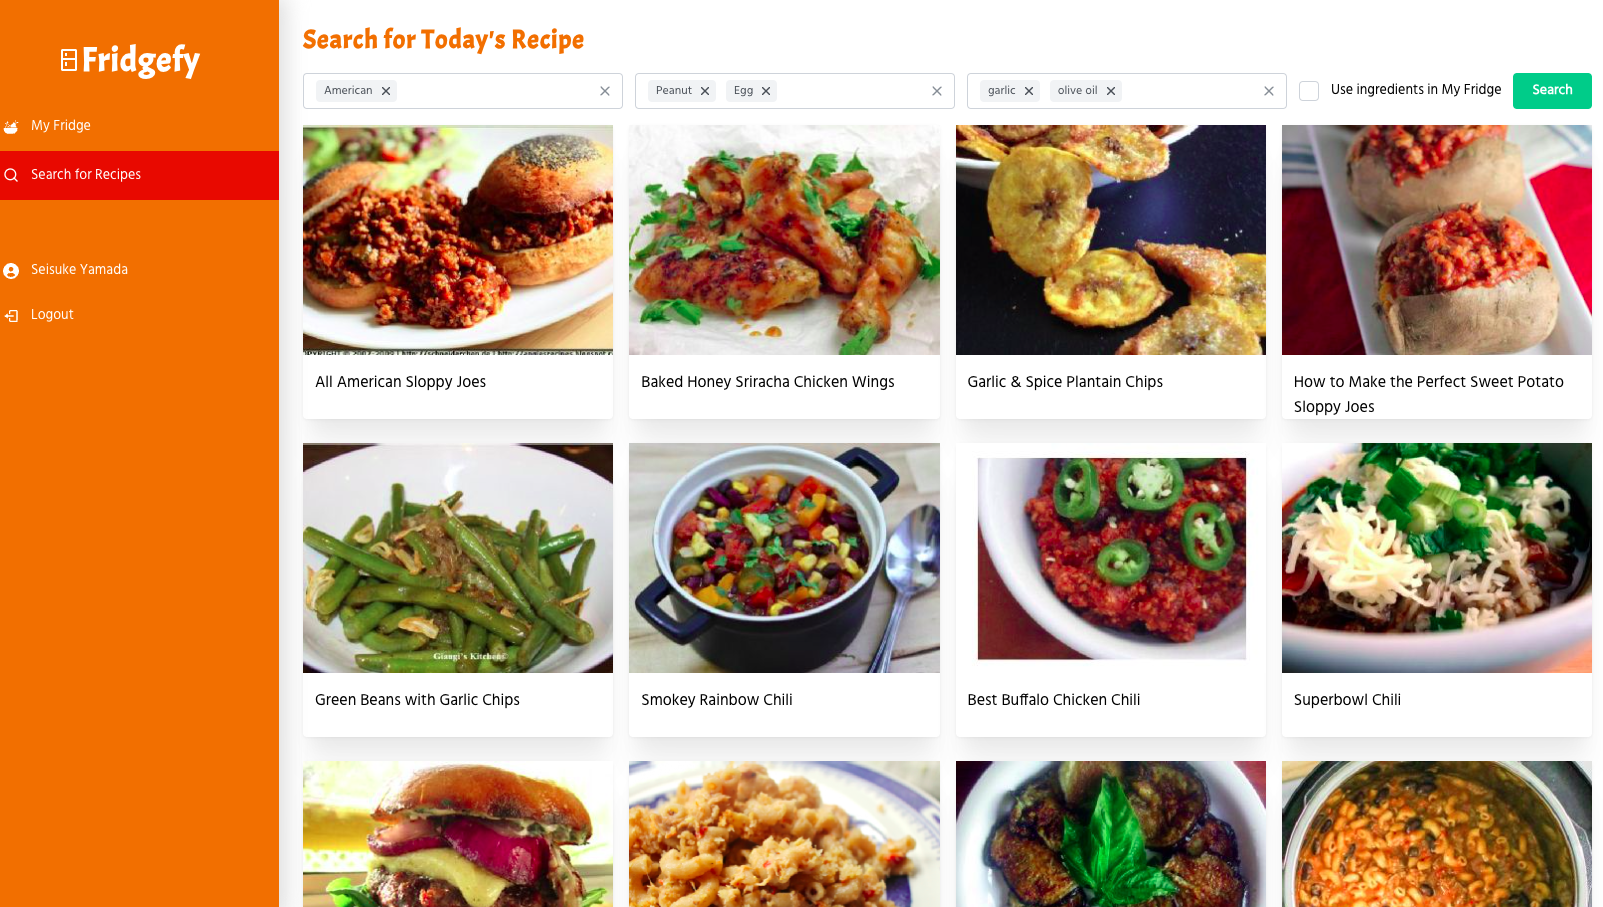 Fridgefy
My Fridge
Search for Recipes
Seisuke Yamada
Logout
Search for Today's Recipe
American
Peanut Egg
garlic olive oil
Use ingredients in My Fridge
Search
All American Sloppy Joes
Baked Honey Sriracha Chicken Wings
Garlic & Spice Plantain Chips
How to Make the Perfect Sweet Potato
Sloppy Joes
Giangi's Kitchen©
Green Beans with Garlic Chips
Smokey Rainbow Chili
Best Buffalo Chicken Chili
Superbowl Chili